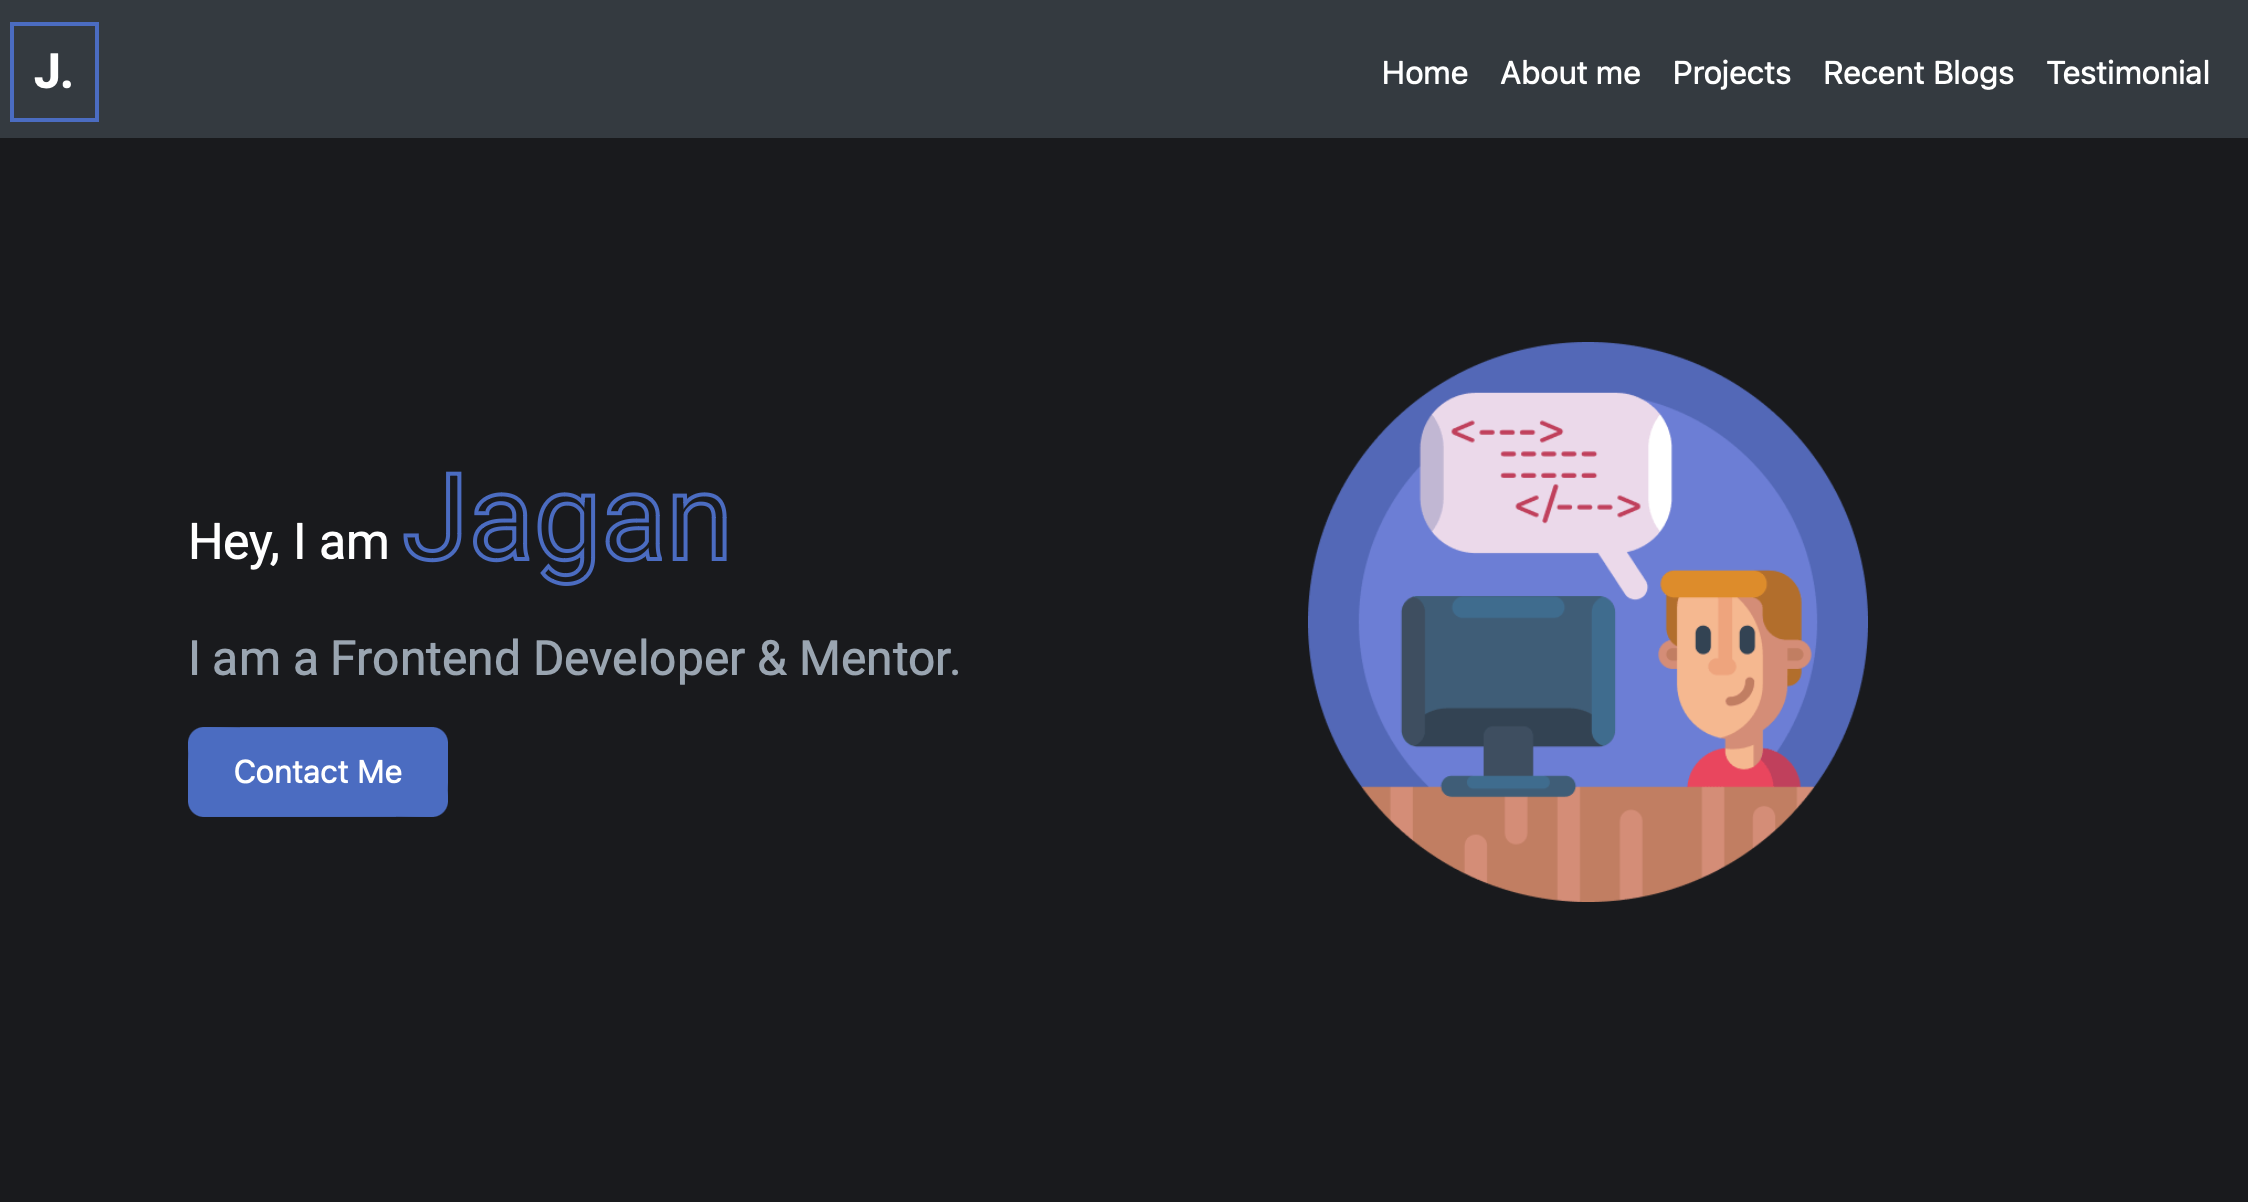 J.
Home About me Projects Recent Blogs Testimonial
Hey, I am Jagan
I am a Frontend Developer & Mentor.
Contact Me